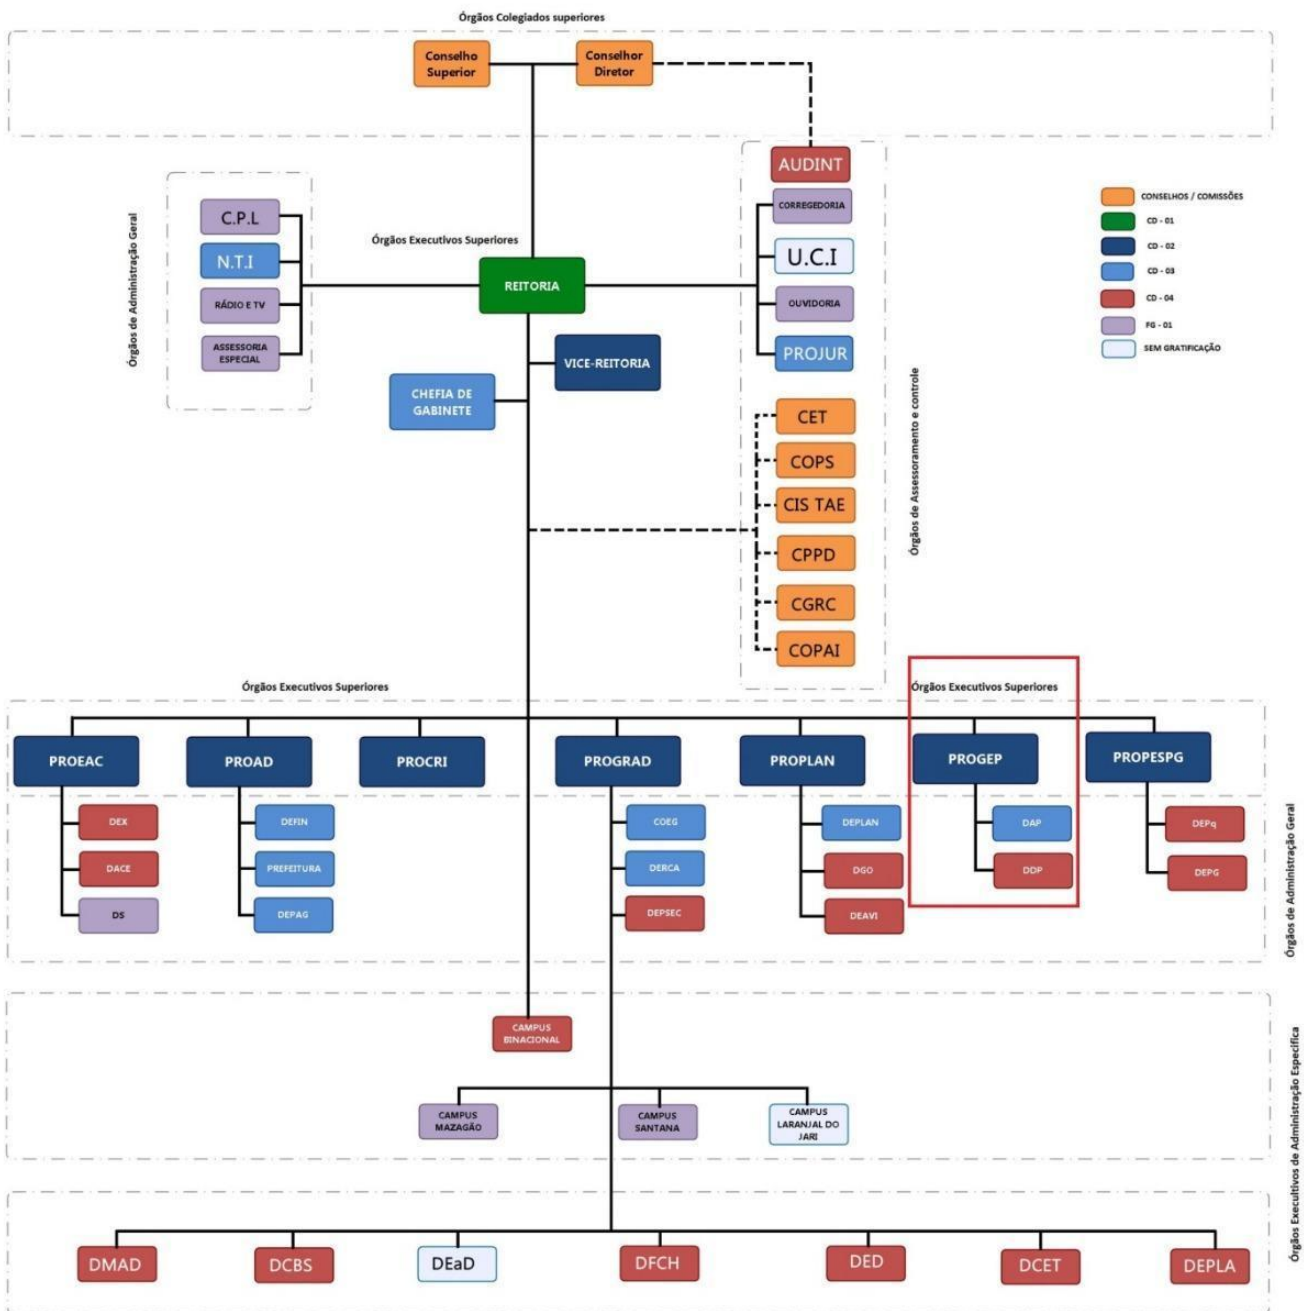 Órgãos Colegiados superiores
Conselho
Superior
Conselhor
Diretor
AUDINT
CORREGEDORIA
U.C.I
OUVIDORIA
PROJUR
CONSELHOS / COMISSÕES
CD - 01
CD - 02
CD - 03
CD - 04
FG - 01
SEM GRATIFICAÇÃO
Órgãos de Administração Geral
C.P.L
N.T.I
RÁDIO E TV
ASSESSORIA
ESPECIAL
Órgãos Executivos Superiores
REITORIA
VICE-REITORIA
CHEFIA DE
GABINETE
CET
COPS
CIS TAE
CPPD
CGRC
COPAI
Órgãos de Assessoramento e controle
Órgãos Executivos Superiores
Órgãos Executivos Superiores
PROEAC
PROAD
PROCRI
PROGRAD
PROPLAN
PROGEP
PROPESPG
DEX
DACE
DS
DEFIN
PREFEITURA
DEPAG
COEG
DERCA
DEPSEC
DEPLAN
DGO
DEAVI
DAP
DDP
DEPq
DEPG
Órgãos de Administração Geral
CAMPUS
BINACIONAL
CAMPUS
MAZAGÃO
CAMPUS
SANTANA
CAMPUS
LARANJAL DO
JARI
Órgãos Execultivos de Administração Especifica
DMAD
DCBS
DEaD
DFCH
DED
DCET
DEPLA